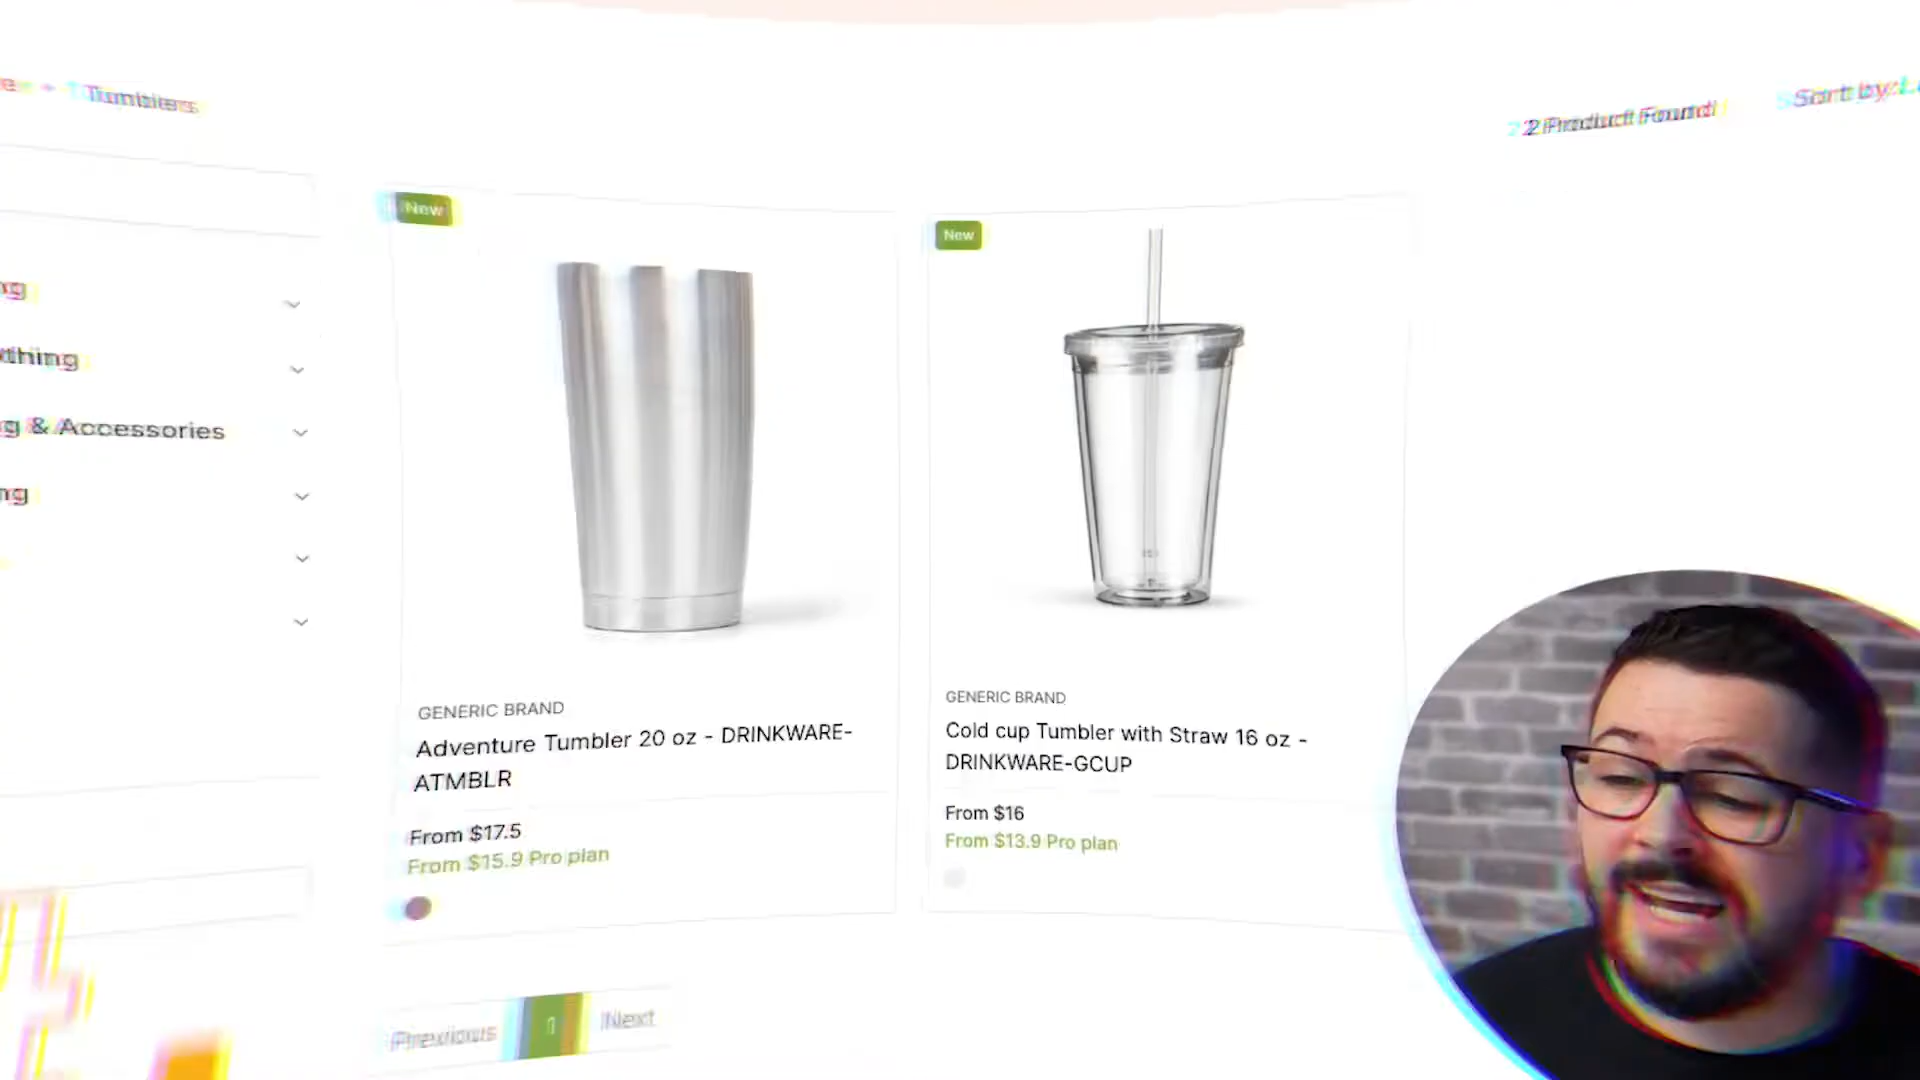 Tumblers
2 Product Found
Sort by:
New
New
& Accessories
GENERIC BRAND
Adventure Tumbler 20 oz - DRINKWARE-
ATMBLR
From $17.5
From $15.9 Pro plan
GENERIC BRAND
Cold cup Tumbler with Straw 16 oz -
DRINKWARE-GCUP
From $16
From $13.9 Pro plan
Previous
1
Next